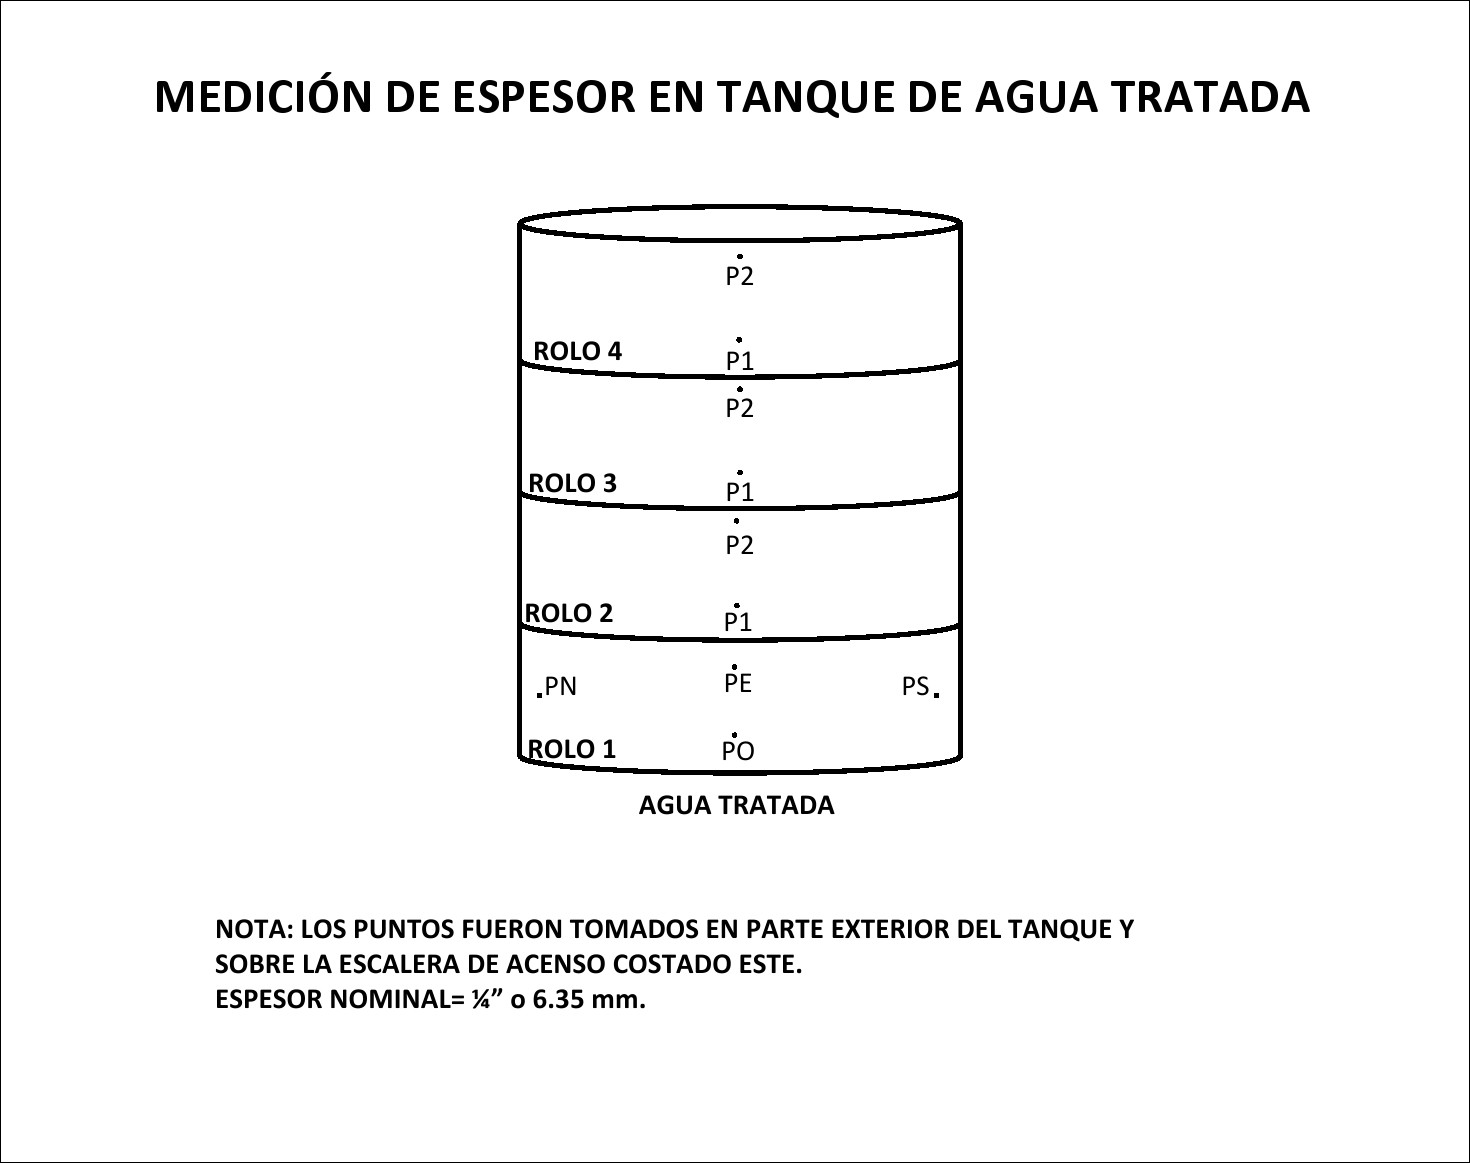 MEDICIÓN DE ESPESOR EN TANQUE DE AGUA TRATADA
P2
ROLO 4
P1
P2
ROLO 3
P1
P2
ROLO 2
P1
PN
PE
PS
ROLO 1
PO
AGUA TRATADA
NOTA: LOS PUNTOS FUERON TOMADOS EN PARTE EXTERIOR DEL TANQUE Y
SOBRE LA ESCALERA DE ACENSO COSTADO ESTE.
ESPESOR NOMINAL= ¼” o 6.35 mm.